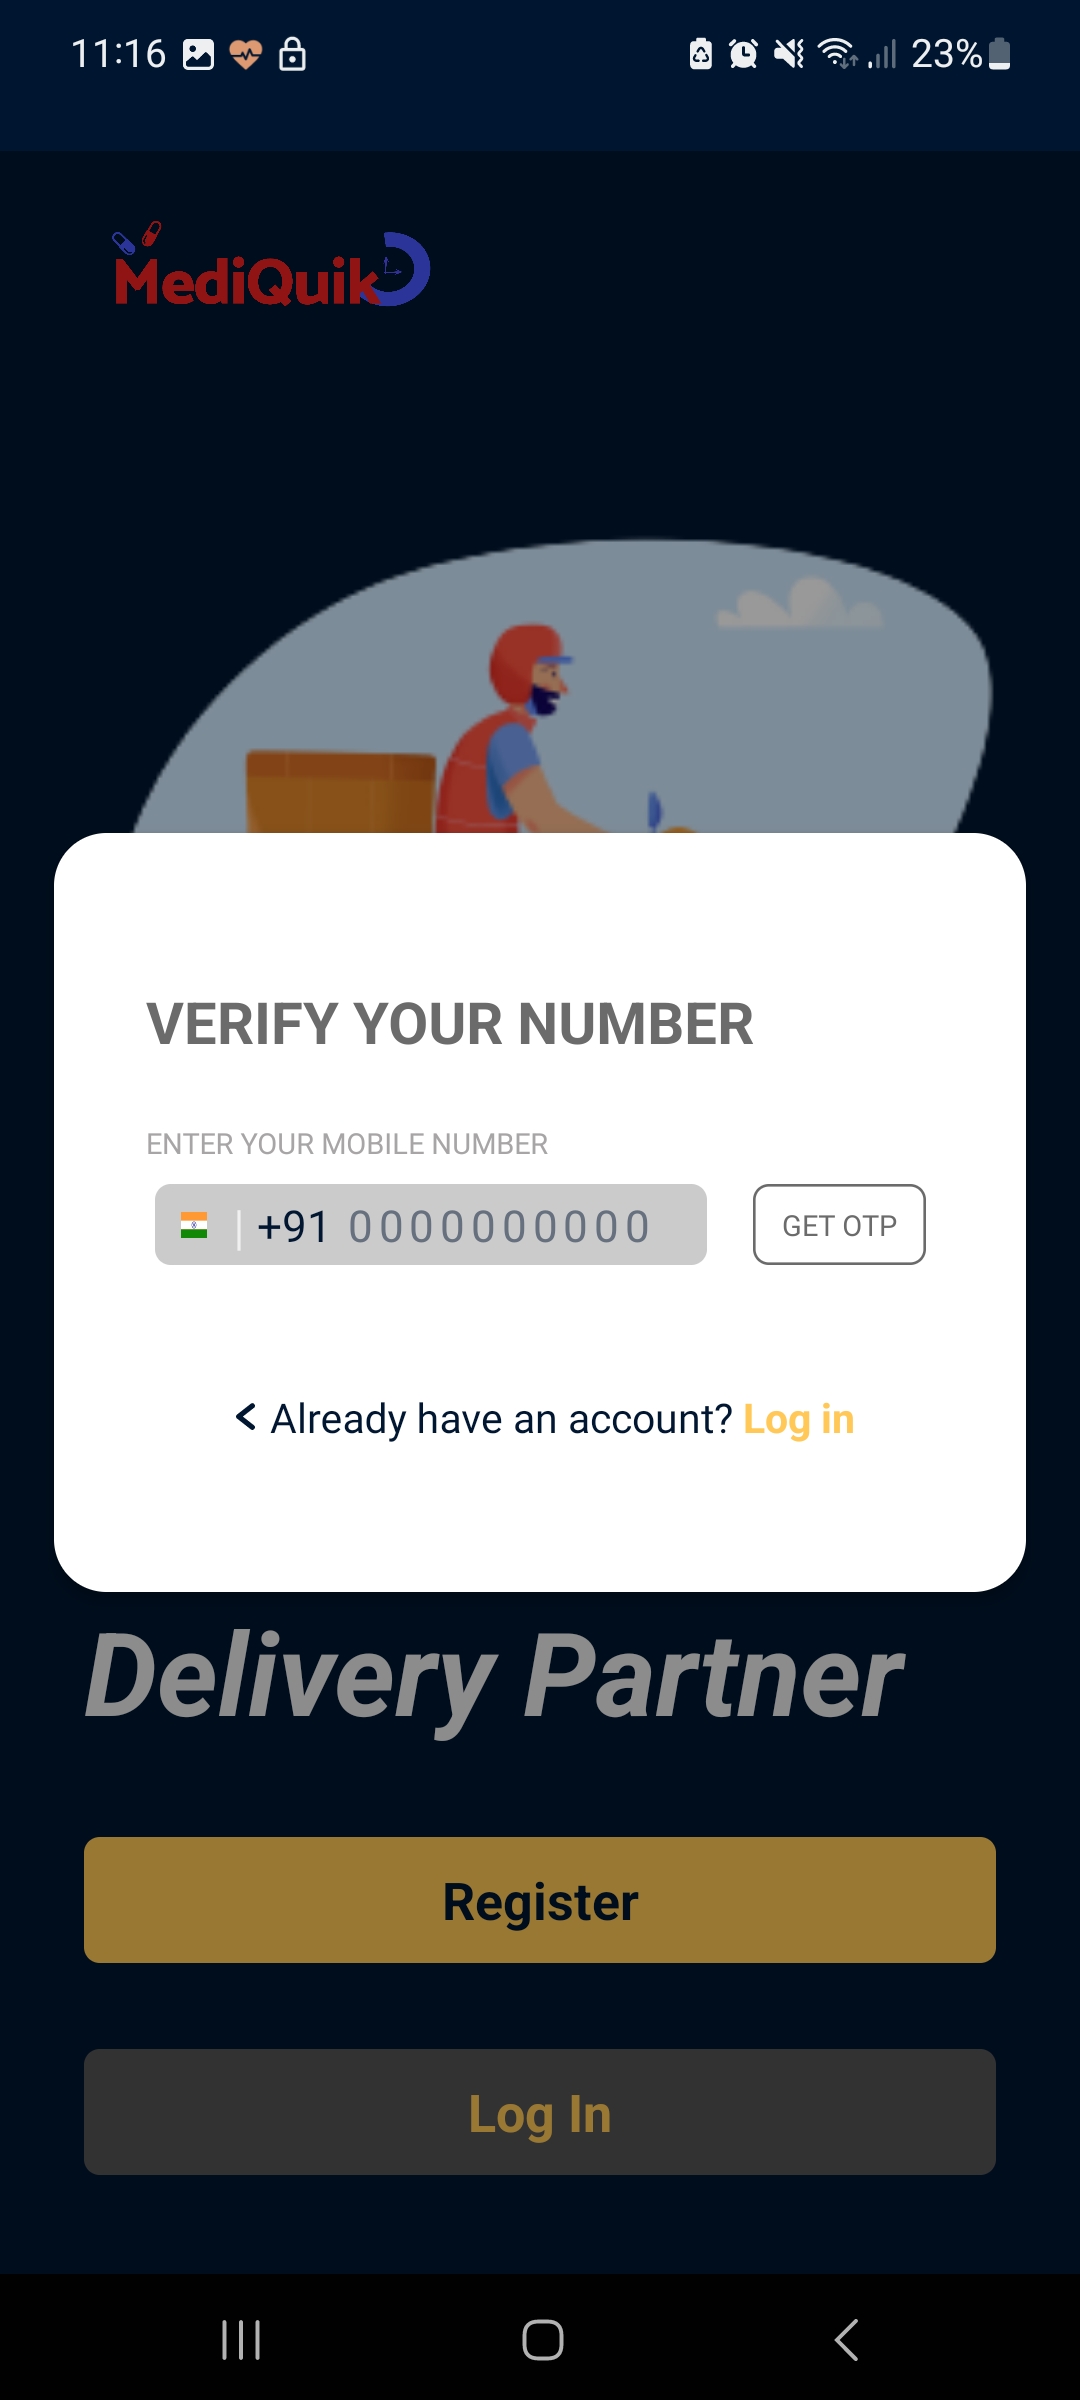 11:16 23%
MediQuik
VERIFY YOUR NUMBER
ENTER YOUR MOBILE NUMBER
+91 0000000000 GET OTP
< Already have an account? Log in
Delivery Partner
Register
Log In